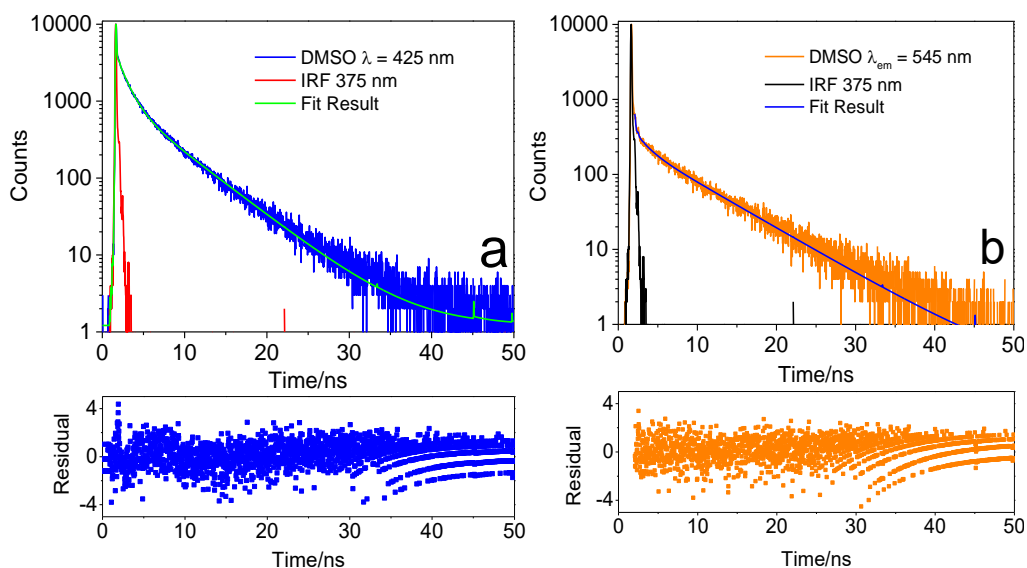 10000
1000
100
10
1
Counts
DMSO λ = 425 nm
IRF 375 nm
Fit Result
a
0 10 20 30 40 50
Time/ns
4
0
-4
Residual
0 10 20 30 40 50
Time/ns
10000
1000
100
10
1
Counts
DMSO λem = 545 nm
IRF 375 nm
Fit Result
b
0 10 20 30 40 50
Time/ns
4
0
-4
Residual
0 10 20 30 40 50
Time/ns